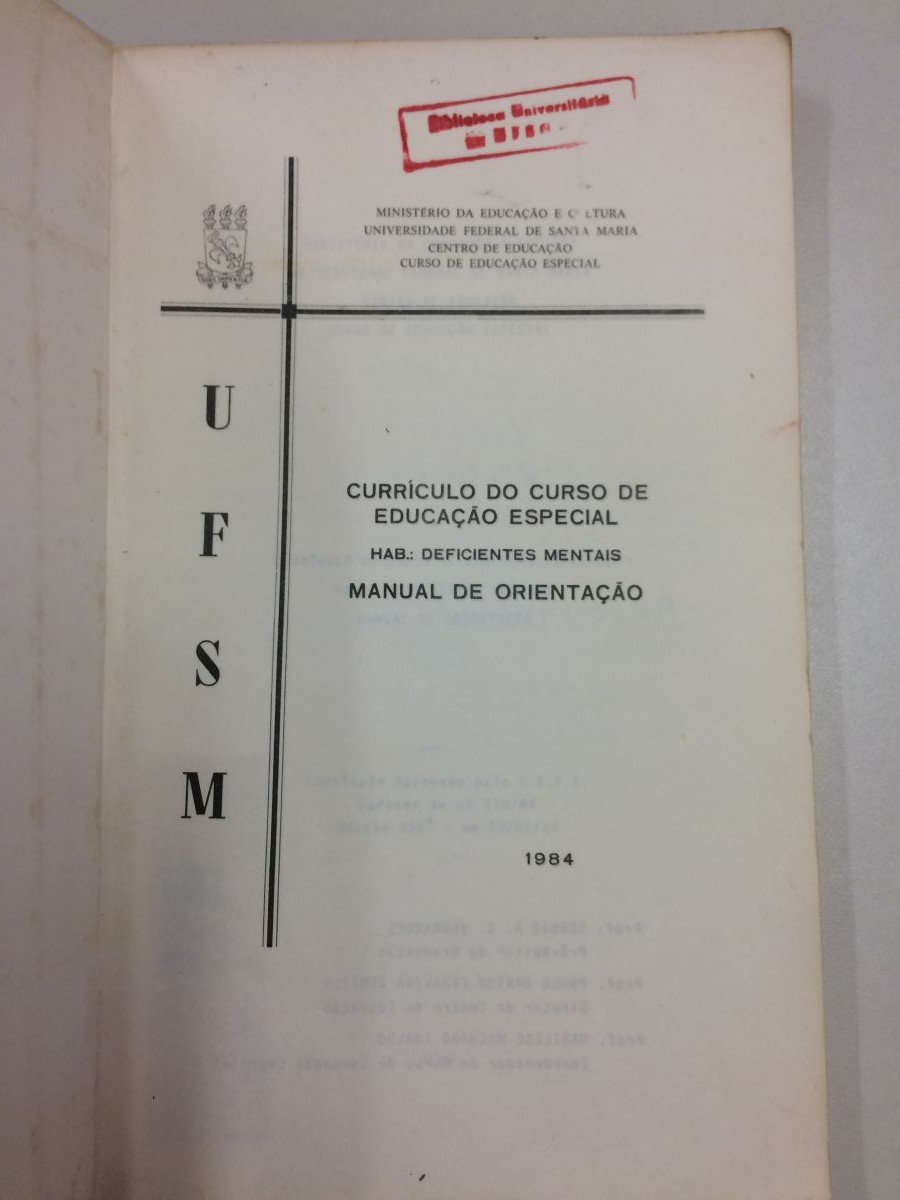 Biblioteca Universitária
MINISTÉRIO DA EDUCAÇÃO E C LTURA
UNIVERSIDADE FEDERAL DE SANTA MARIA
CENTRO DE EDUCAÇÃO
CURSO DE EDUCAÇÃO ESPECIAL
U
F
S
M
CURRÍCULO DO CURSO DE
EDUCAÇÃO ESPECIAL
HAB.: DEFICIENTES MENTAIS
MANUAL DE ORIENTAÇÃO
1984